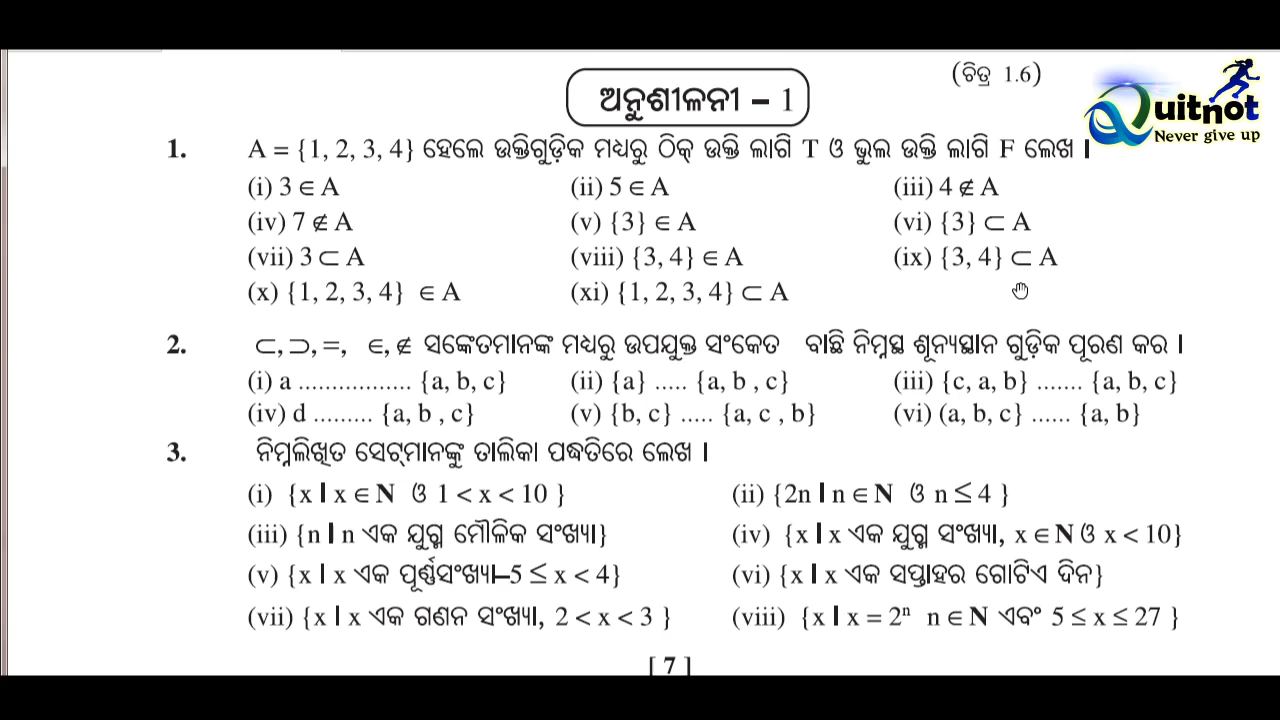 (ଚିତ୍ର 1.6)
Quitnot
Never give up
ଅନୁଶୀଳନୀ – 1
1. A = {1, 2, 3, 4} ହେଲେ ଉକ୍ତିଗୁଡ଼ିକ ମଧ୍ୟରୁ ଠିକ୍ ଉକ୍ତି ଲାଗି T ଓ ଭୁଲ ଉକ୍ତି ଲାଗି F ଲେଖ ।
(i) 3 ∈ A (ii) 5 ∈ A (iii) 4 ∉ A
(iv) 7 ∉ A (v) {3} ∈ A (vi) {3} ⊂ A
(vii) 3 ⊂ A (viii) {3, 4} ∈ A (ix) {3, 4} ⊂ A
(x) {1, 2, 3, 4} ∈ A (xi) {1, 2, 3, 4} ⊂ A
2. ⊂, ⊃, =, ∈, ∉ ସଙ୍କେତମାନଙ୍କ ମଧ୍ୟରୁ ଉପଯୁକ୍ତ ସଂକେତ ବାଛି ନିମ୍ନସ୍ଥ ଶୂନ୍ୟସ୍ଥାନ ଗୁଡ଼ିକ ପୂରଣ କର ।
(i) a ................. {a, b, c} (ii) {a} ..... {a, b , c} (iii) {c, a, b} ....... {a, b, c}
(iv) d ......... {a, b , c} (v) {b, c} ..... {a, c , b} (vi) (a, b, c} ...... {a, b}
3. ନିମ୍ନଲିଖିତ ସେଟ୍‌ମାନଙ୍କୁ ତାଲିକା ପଦ୍ଧତିରେ ଲେଖ ।
(i) {x | x ∈ N ଓ 1 < x < 10 } (ii) {2n | n ∈ N ଓ n ≤ 4 }
(iii) {n | n ଏକ ଯୁଗ୍ମ ମୌଳିକ ସଂଖ୍ୟା} (iv) {x | x ଏକ ଯୁଗ୍ମ ସଂଖ୍ୟା, x ∈ N ଓ x < 10}
(v) {x | x ଏକ ପୂର୍ଣ୍ଣସଂଖ୍ୟା–5 ≤ x < 4} (vi) {x | x ଏକ ସପ୍ତାହର ଗୋଟିଏ ଦିନ}
(vii) {x | x ଏକ ଗଣନ ସଂଖ୍ୟା, 2 < x < 3 } (viii) {x | x = 2ⁿ n ∈ N ଏବଂ 5 ≤ x ≤ 27 }
[ 7 ]